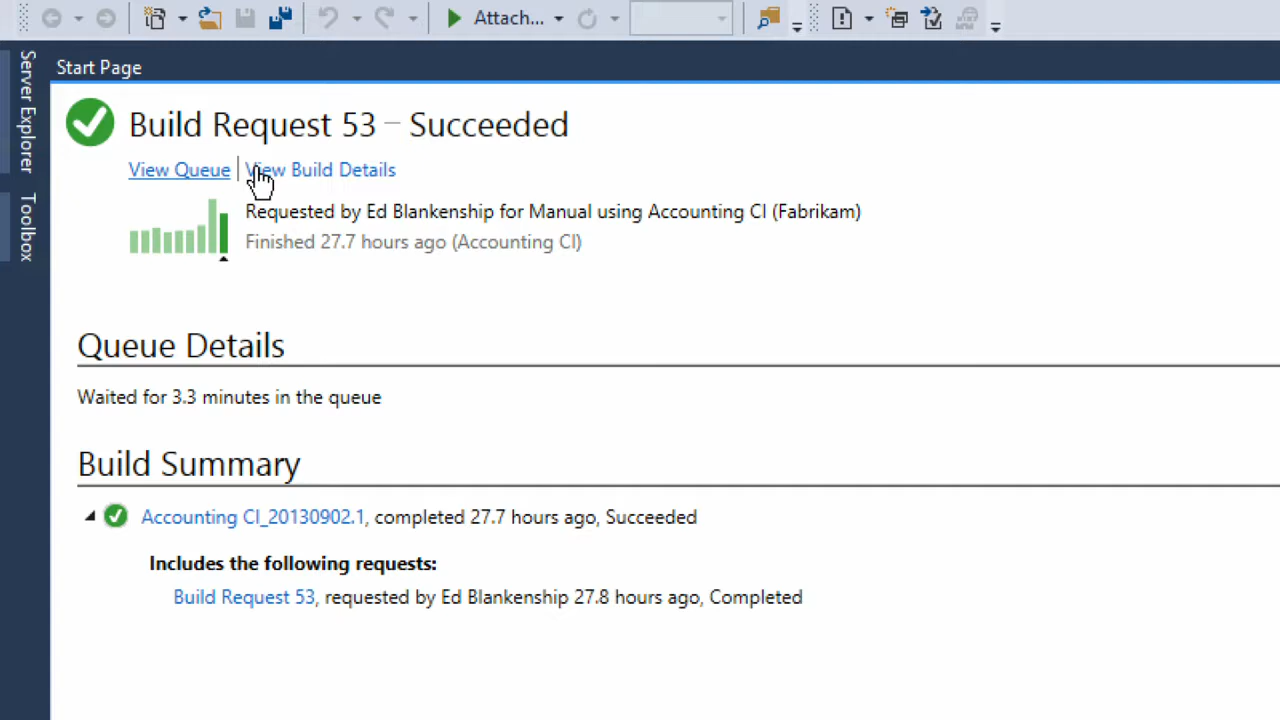 Attach...
Server Explorer
Toolbox
Start Page
Build Request 53 – Succeeded
View Queue | View Build Details
Requested by Ed Blankenship for Manual using Accounting CI (Fabrikam)
Finished 27.7 hours ago (Accounting CI)
Queue Details
Waited for 3.3 minutes in the queue
Build Summary
Accounting CI_20130902.1, completed 27.7 hours ago, Succeeded
Includes the following requests:
Build Request 53, requested by Ed Blankenship 27.8 hours ago, Completed